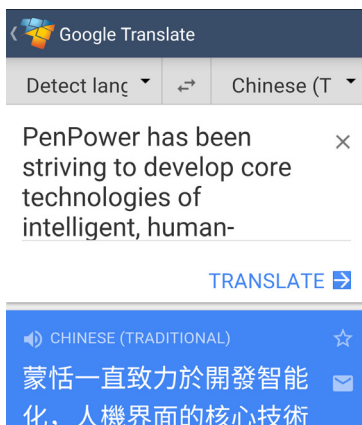 Google Translate
Detect lang
Chinese (T
PenPower has been
striving to develop core
technologies of
intelligent, human-
TRANSLATE
CHINESE (TRADITIONAL)
蒙恬一直致力於開發智能
化，人機界面的核心技術